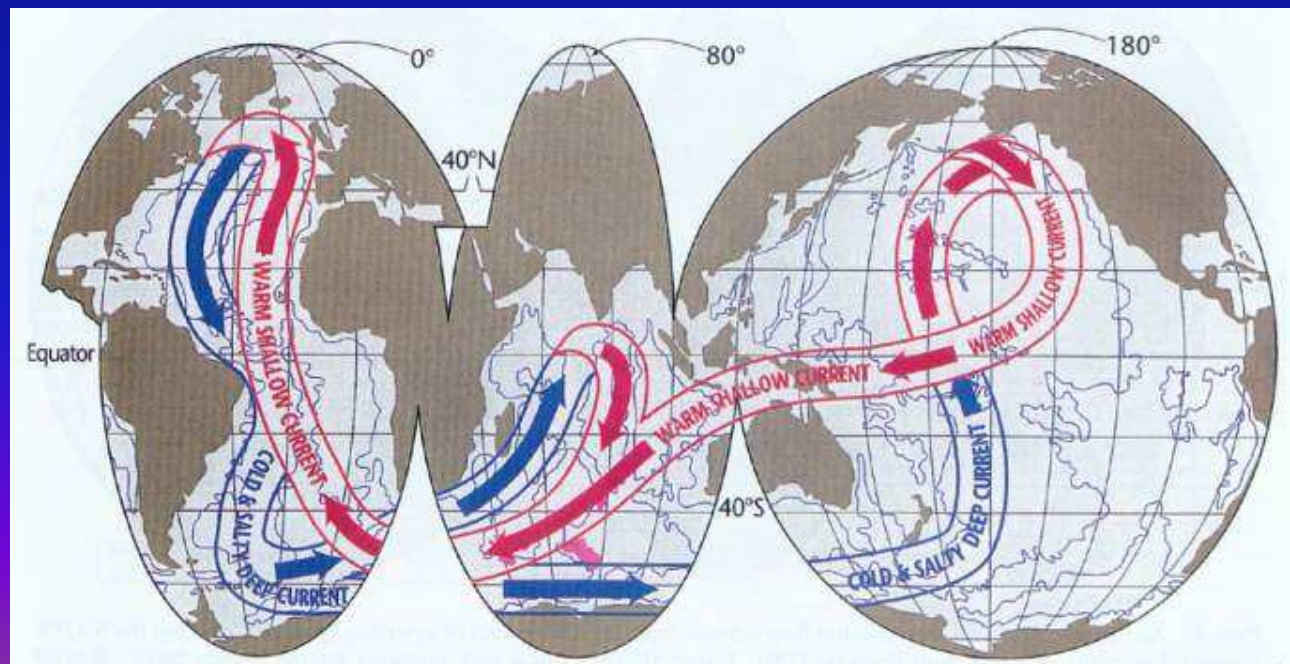 0°
80°
180°
40°N
Equator
WARM SHALLOW CURRENT
COLD & SALTY DEEP CURRENT
WARM SHALLOW CURRENT
WARM SHALLOW CURRENT
40°S
COLD & SALTY DEEP CURRENT